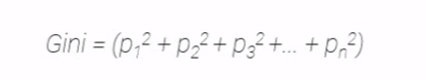 Gini = (p₁² + p₂² + p₃² +... + pₙ²)